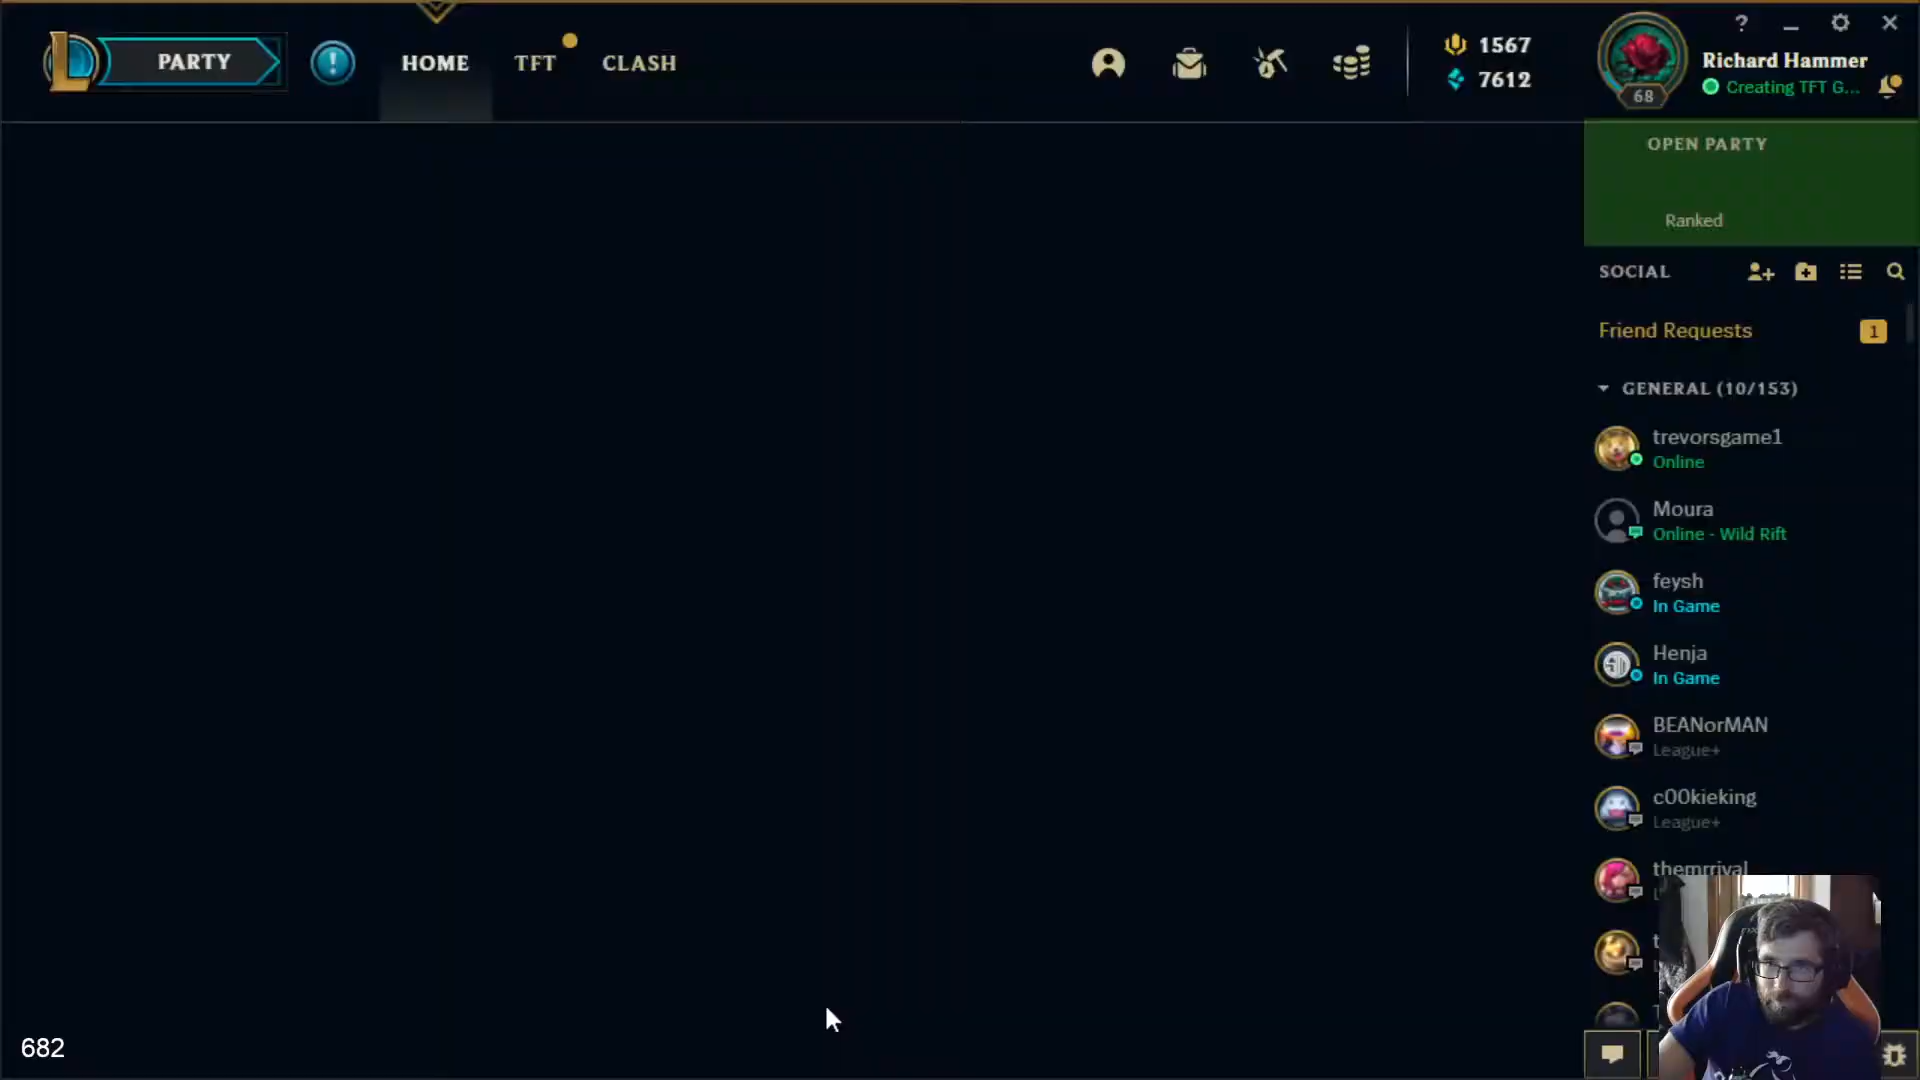 PARTY
HOME
TFT
CLASH
1567
7612
68
Richard Hammer
Creating TFT G...
OPEN PARTY
Ranked
SOCIAL
Friend Requests
1
GENERAL (10/153)
trevorsgame1
Online
Moura
Online - Wild Rift
feysh
In Game
Henja
In Game
BEANorMAN
League+
c00kieking
League+
themrrival
682